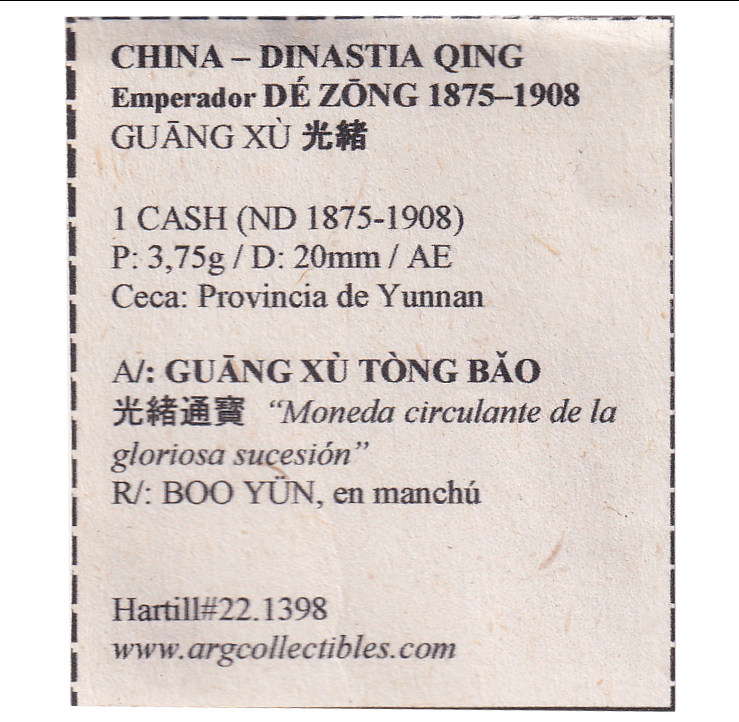 CHINA – DINASTIA QING
Emperador DÉ ZŌNG 1875–1908
GUĀNG XÙ 光緒
1 CASH (ND 1875-1908)
P: 3,75g / D: 20mm / AE
Ceca: Provincia de Yunnan
A/: GUĀNG XÙ TÒNG BǍO
光緒通寶 “Moneda circulante de la
gloriosa sucesión”
R/: BOO YÜN, en manchú
Hartill#22.1398
www.argcollectibles.com